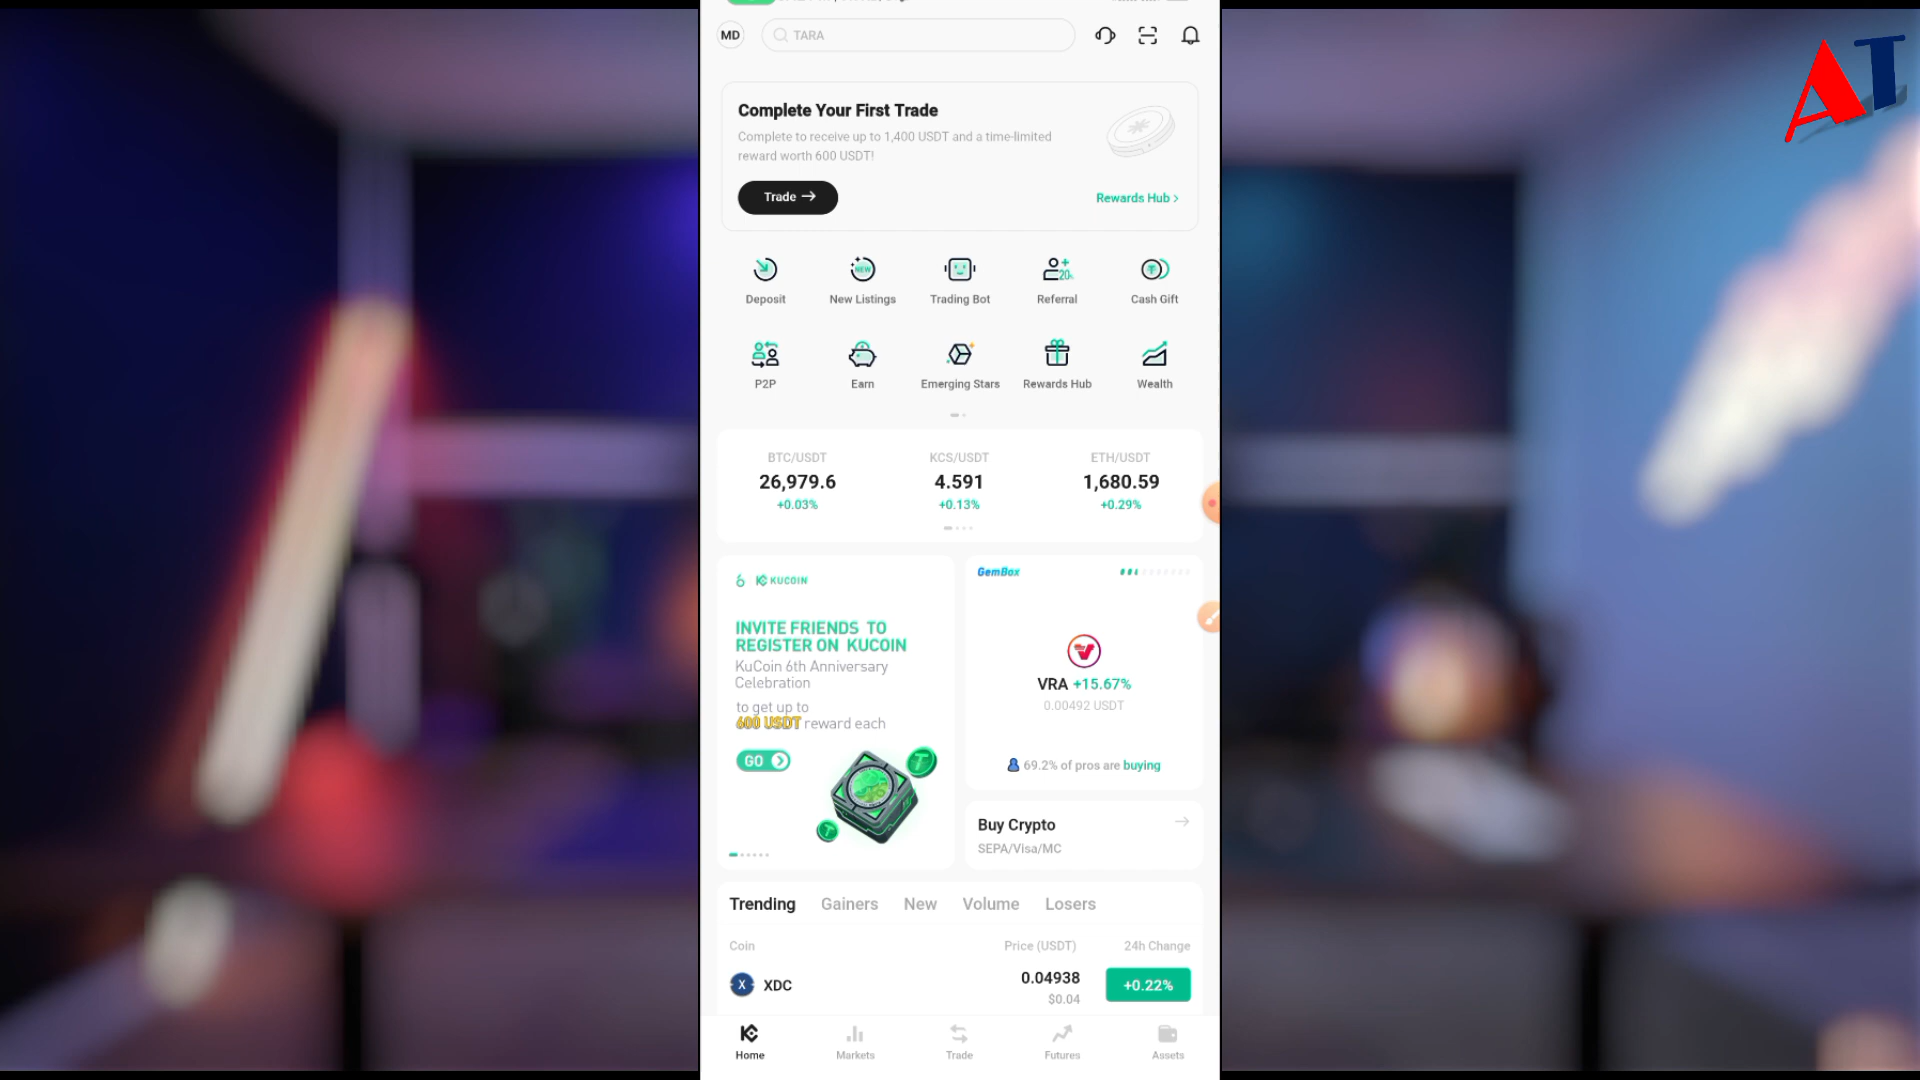 AT
MD
TARA
Complete Your First Trade
Complete to receive up to 1,400 USDT and a time-limited
reward worth 600 USDT!
Trade →
Rewards Hub >
Deposit
NEW
New Listings
Trading Bot
20%
Referral
Cash Gift
P2P
Earn
Emerging Stars
Rewards Hub
Wealth
BTC/USDT
KCS/USDT
ETH/USDT
26,979.6
4.591
1,680.59
+0.03%
+0.13%
+0.29%
KUCOIN
INVITE FRIENDS TO
REGISTER ON KUCOIN
KuCoin 6th Anniversary
Celebration
to get up to
600 USDT reward each
GO
GemBox
VRA +15.67%
0.00492 USDT
69.2% of pros are buying
Buy Crypto →
SEPA/Visa/MC
Trending Gainers New Volume Losers
Coin Price (USDT) 24h Change
X XDC 0.04938 +0.22%
$0.04
Home Markets Trade Futures Assets